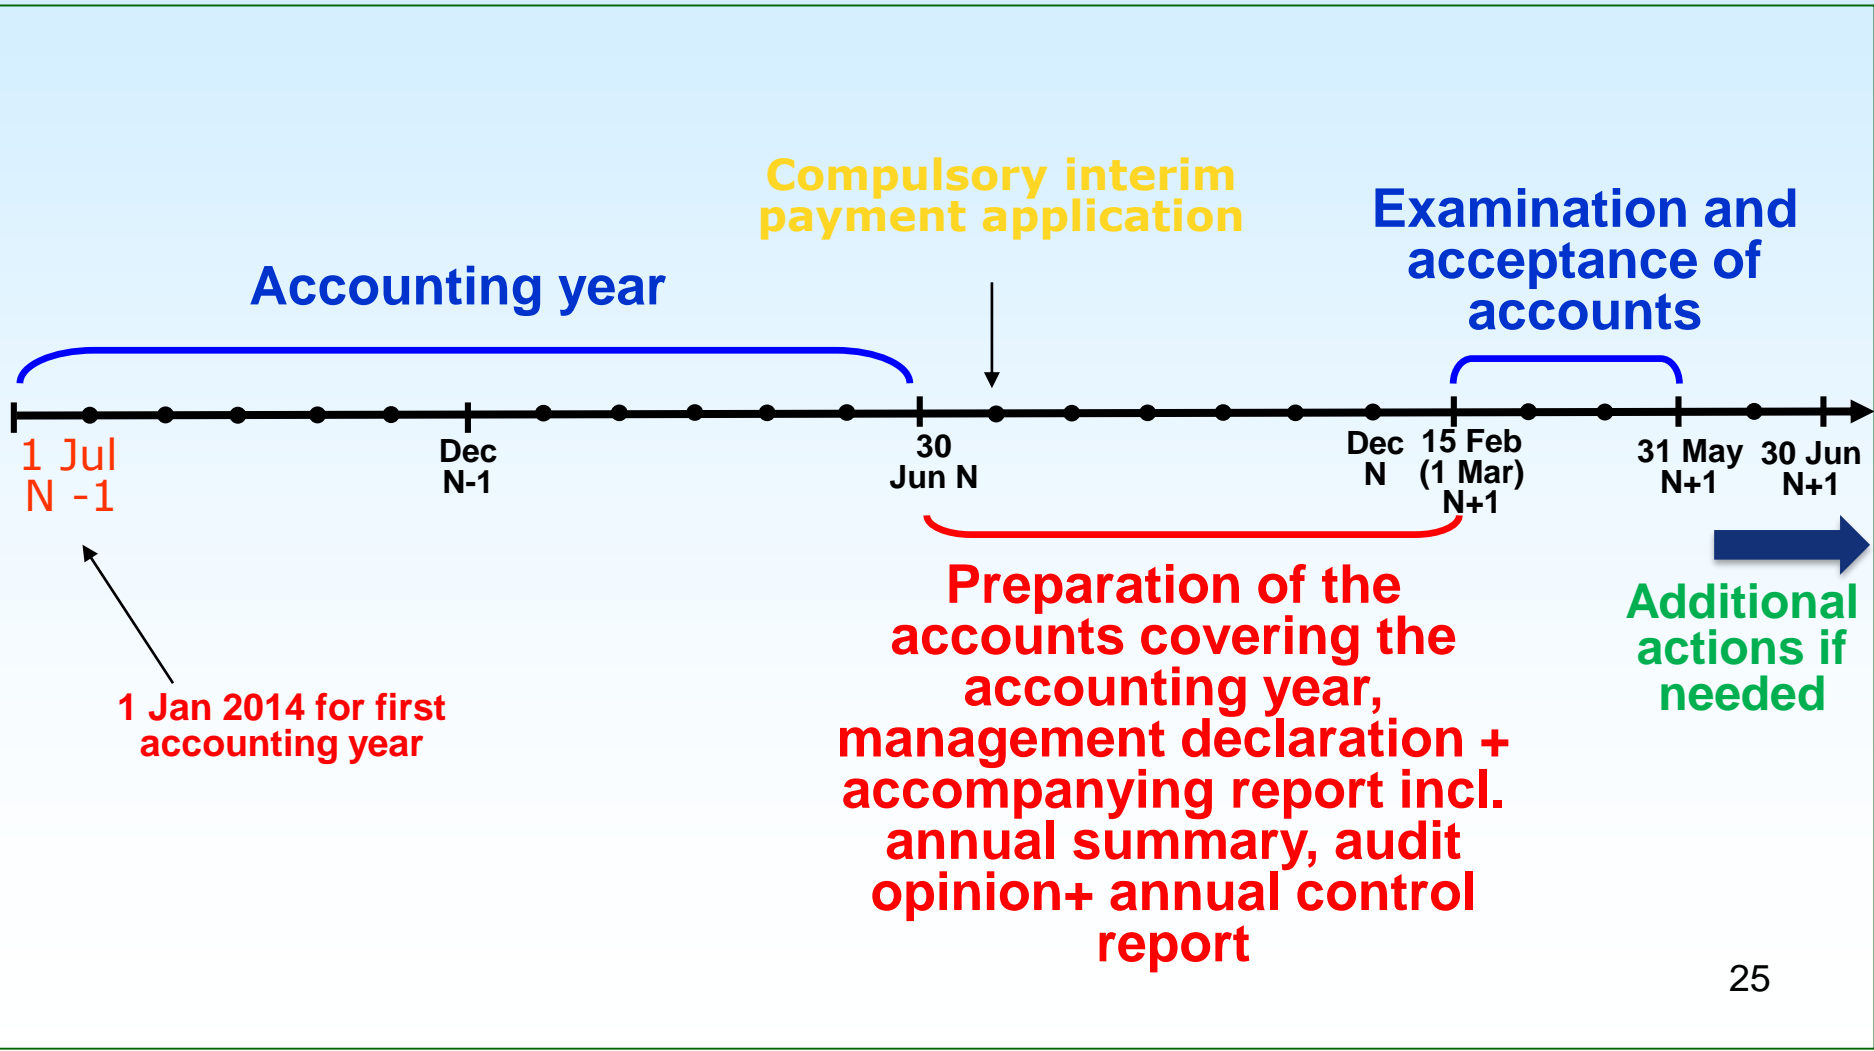 Compulsory interim
payment application
Examination and
acceptance of
accounts
Accounting year
1 Jul
N -1
Dec
N-1
30
Jun N
Dec
N
15 Feb
(1 Mar)
N+1
31 May
N+1
30 Jun
N+1
1 Jan 2014 for first
accounting year
Preparation of the
accounts covering the
accounting year,
management declaration +
accompanying report incl.
annual summary, audit
opinion+ annual control
report
Additional
actions if
needed
25